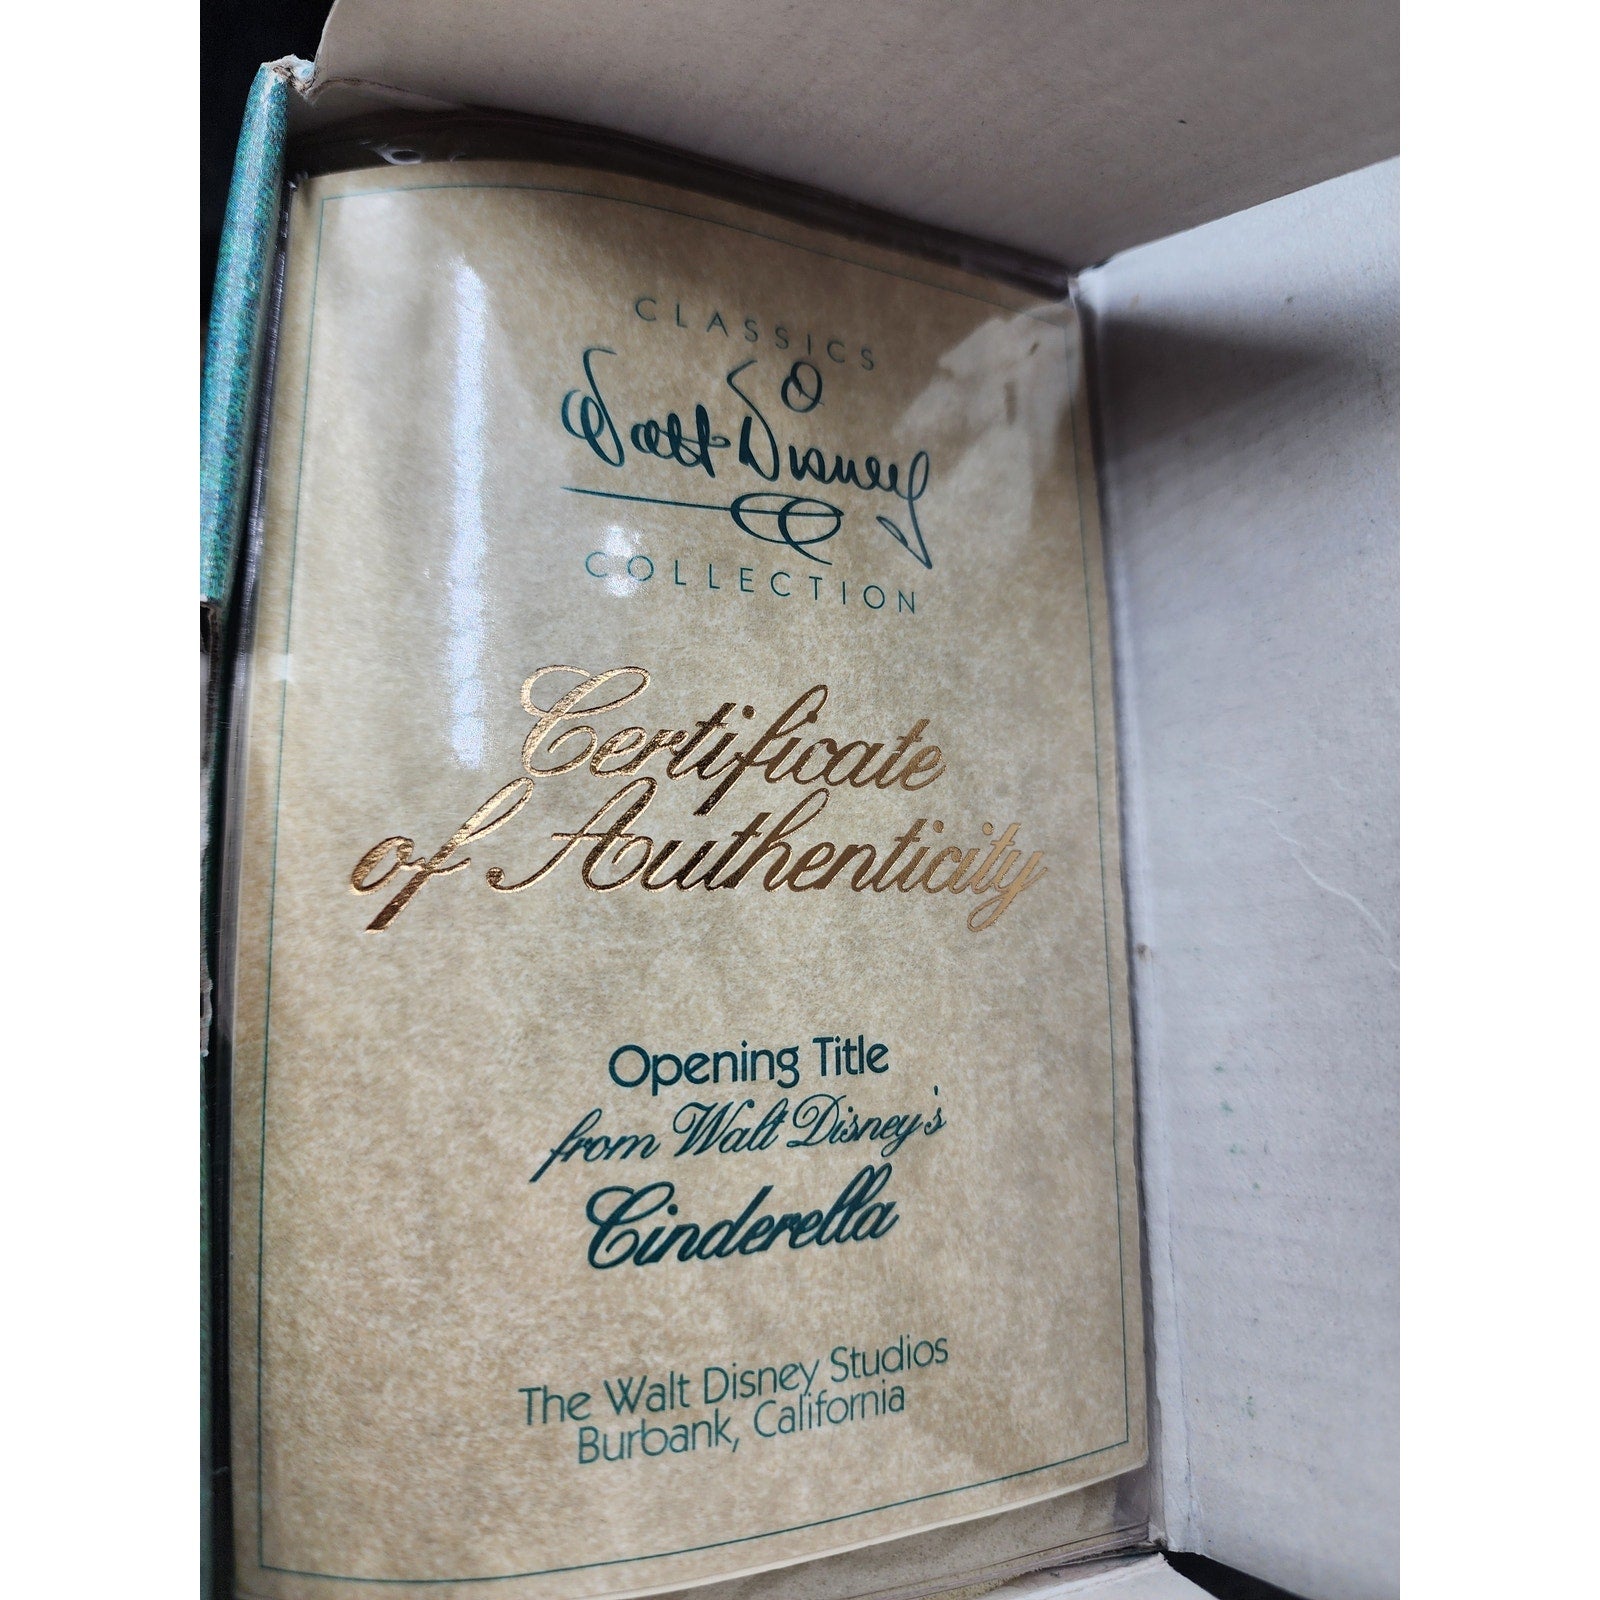 CLASSICS
Walt Disney
COLLECTION
Certificate
of Authenticity
Opening Title
from Walt Disney's
Cinderella
The Walt Disney Studios
Burbank, California